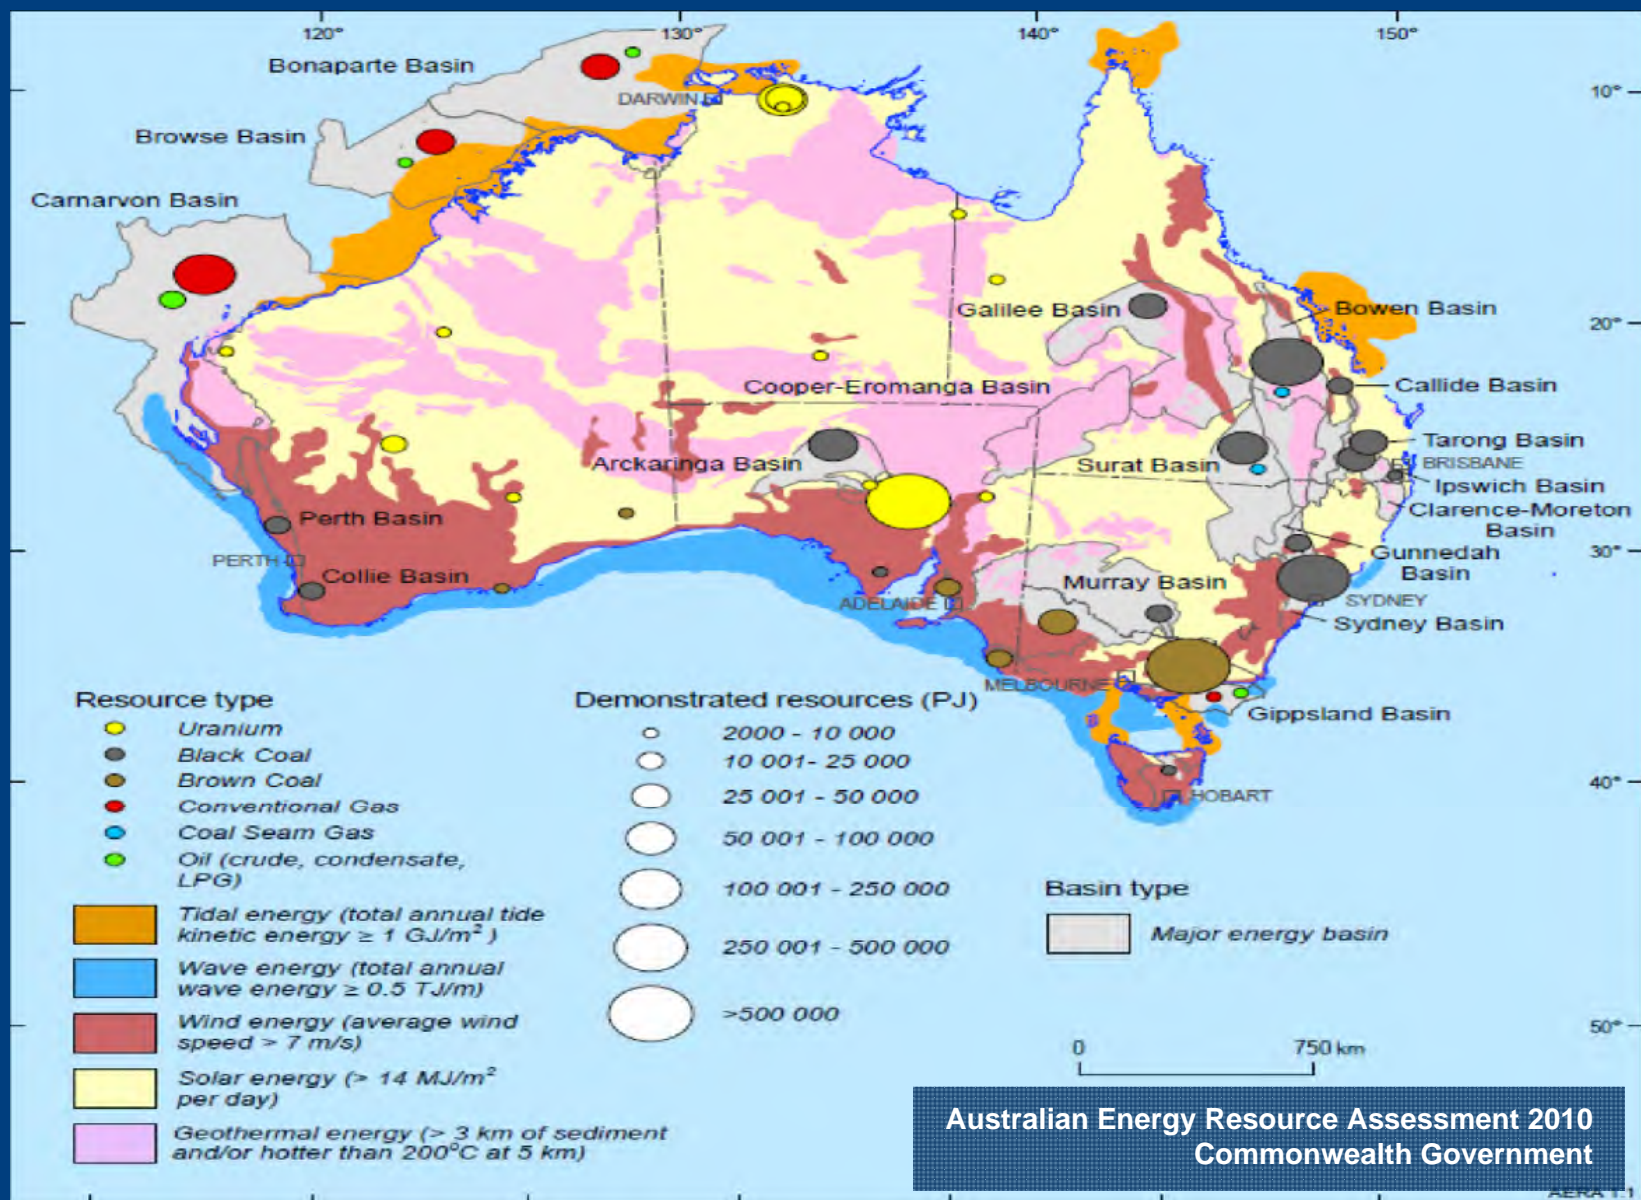 120°
130°
140°
150°
Bonaparte Basin
DARWIN
10°
Browse Basin
Carnarvon Basin
Galilee Basin
Bowen Basin
20°
Cooper-Eromanga Basin
Callide Basin
Arckaringa Basin
Surat Basin
Tarong Basin
BRISBANE
Ipswich Basin
Clarence-Moreton
Basin
Perth Basin
PERTH
Gunnedah
Basin
30°
Collie Basin
Murray Basin
ADELAIDE
SYDNEY
Sydney Basin
MELBOURNE
Gippsland Basin
40°
HOBART
Resource type
Uranium
Black Coal
Brown Coal
Conventional Gas
Coal Seam Gas
Oil (crude, condensate,
LPG)
Tidal energy (total annual tide
kinetic energy ≥ 1 GJ/m² )
Wave energy (total annual
wave energy ≥ 0.5 TJ/m)
Wind energy (average wind
speed > 7 m/s)
Solar energy (> 14 MJ/m²
per day)
Geothermal energy (> 3 km of sediment
and/or hotter than 200°C at 5 km)
Demonstrated resources (PJ)
2000 - 10 000
10 001- 25 000
25 001 - 50 000
50 001 - 100 000
100 001 - 250 000
250 001 - 500 000
>500 000
Basin type
Major energy basin
50°
0
750 km
Australian Energy Resource Assessment 2010
Commonwealth Government
AERA 1.1